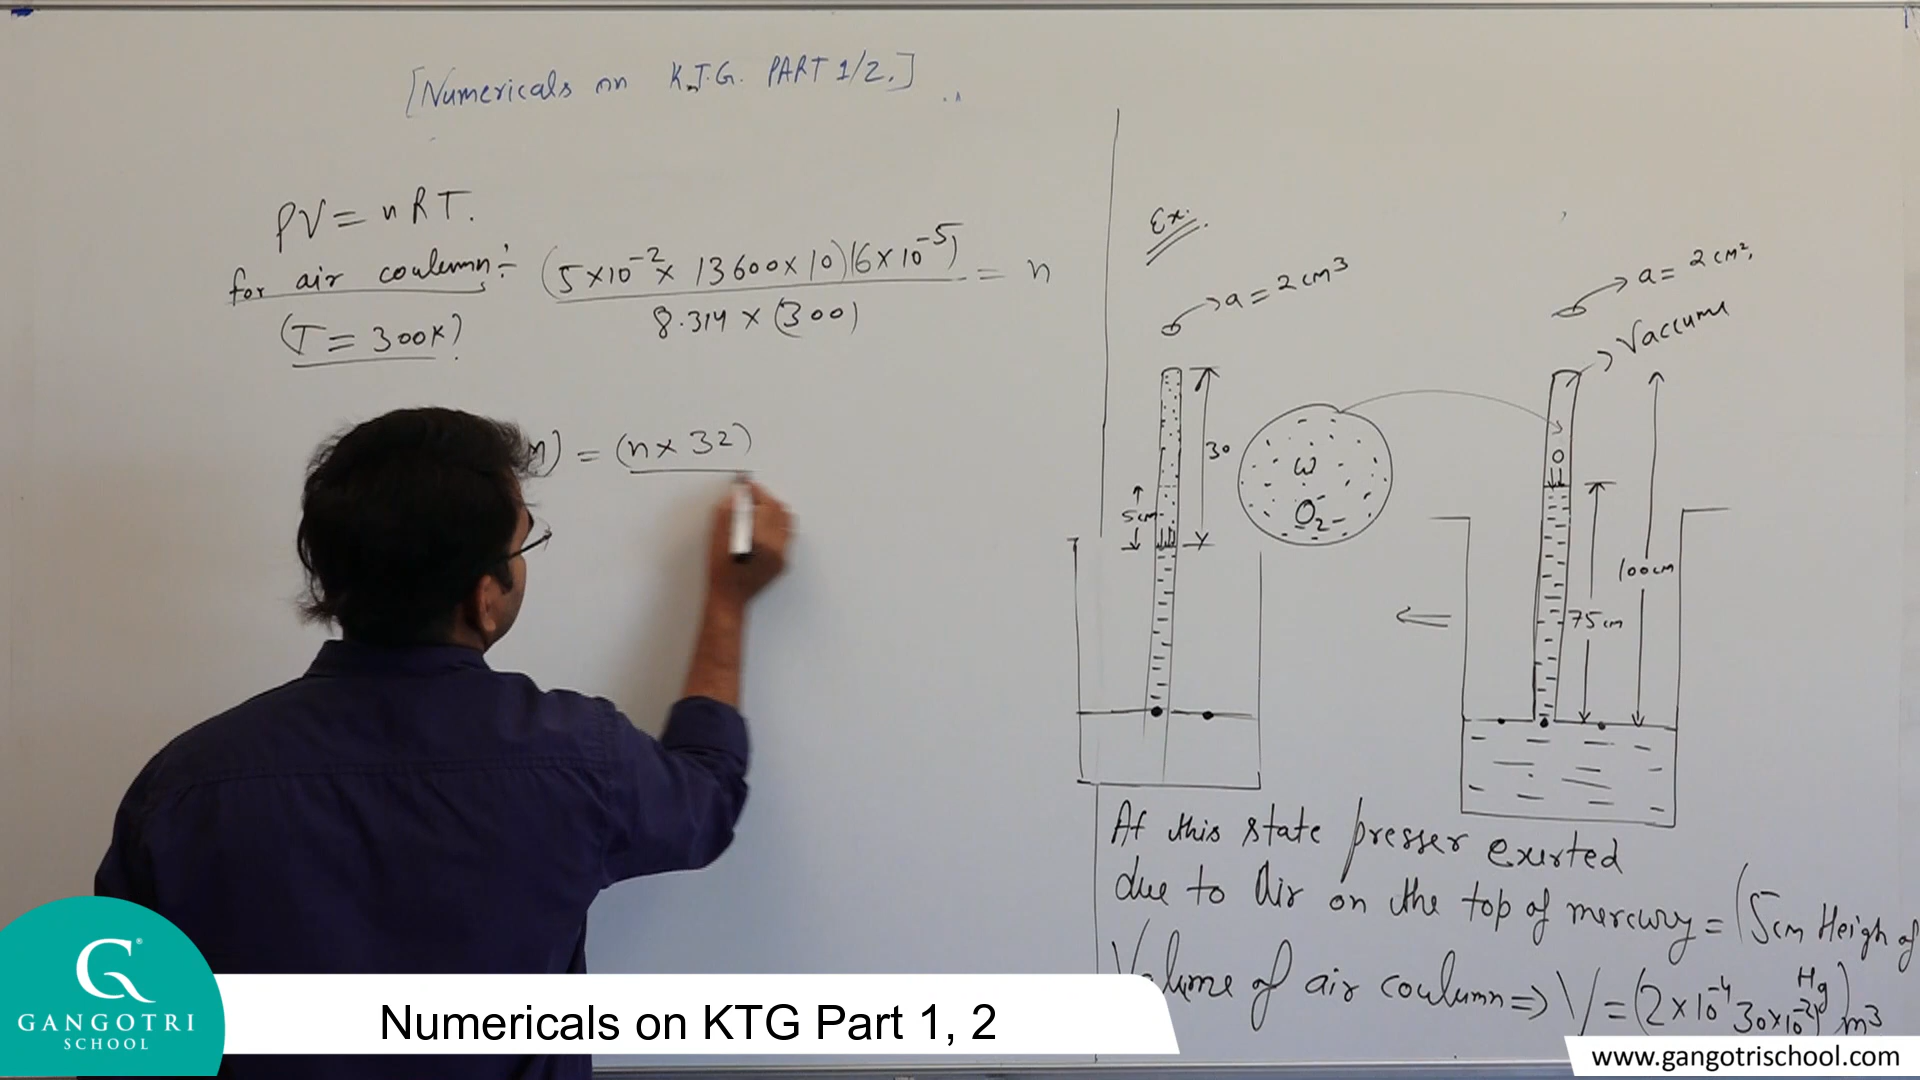 [Numericals on K.T.G. PART 1/2.]
PV = nRT.
for air coulemn:-
(5×10⁻²× 13600×10)(6×10⁻⁵) = n
8.314 × (300)
(T = 300K)
m) = (n × 32)
Ex:
a = 2cm³
30
5cm
W
O₂
a = 2cm²,
Vaccume
O
100cm
75cm
At this state presser exerted
due to Air on the top of mercury = (5cm Heigh of
Hg
Volume of air coulumn ⇒ V = (2×10⁻⁴ 30×10⁻²) m³
GANGOTRI
SCHOOL
Numericals on KTG Part 1, 2
www.gangotrischool.com